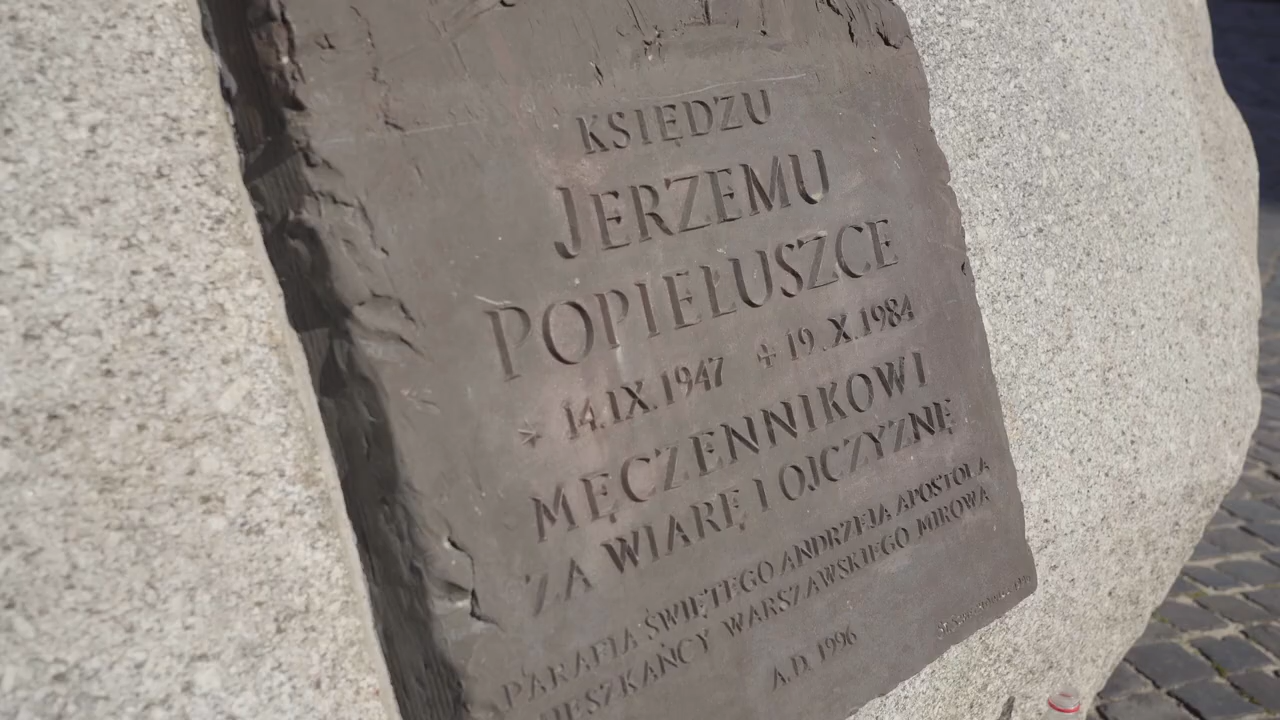 KSIĘDZU
JERZEMU
POPIEŁUSZCE
* 14.IX.1947 + 19.X.1984
MĘCZENNIKOWI
ZA WIARĘ I OJCZYZNĘ
PARAFIA ŚWIĘTEGO ANDRZEJA APOSTOŁA
MIESZKAŃCY WARSZAWSKIEGO MIROWA
A.D. 1996